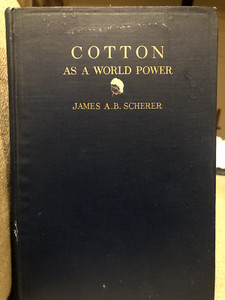 COTTON
AS A WORLD POWER
JAMES A.B. SCHERER